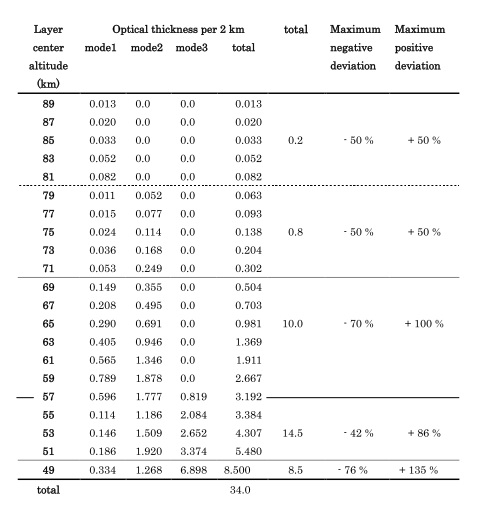 Layer Optical thickness per 2 km total Maximum Maximum
center mode1 mode2 mode3 total negative positive
altitude deviation deviation
(km)
89 0.013 0.0 0.0 0.013
87 0.020 0.0 0.0 0.020
85 0.033 0.0 0.0 0.033 0.2 - 50 % + 50 %
83 0.052 0.0 0.0 0.052
81 0.082 0.0 0.0 0.082
79 0.011 0.052 0.0 0.063
77 0.015 0.077 0.0 0.093
75 0.024 0.114 0.0 0.138 0.8 - 50 % + 50 %
73 0.036 0.168 0.0 0.204
71 0.053 0.249 0.0 0.302
69 0.149 0.355 0.0 0.504
67 0.208 0.495 0.0 0.703
65 0.290 0.691 0.0 0.981 10.0 - 70 % + 100 %
63 0.405 0.946 0.0 1.369
61 0.565 1.346 0.0 1.911
59 0.789 1.878 0.0 2.667
57 0.596 1.777 0.819 3.192
55 0.114 1.186 2.084 3.384
53 0.146 1.509 2.652 4.307 14.5 - 42 % + 86 %
51 0.186 1.920 3.374 5.480
49 0.334 1.268 6.898 8.500 8.5 - 76 % + 135 %
total 34.0